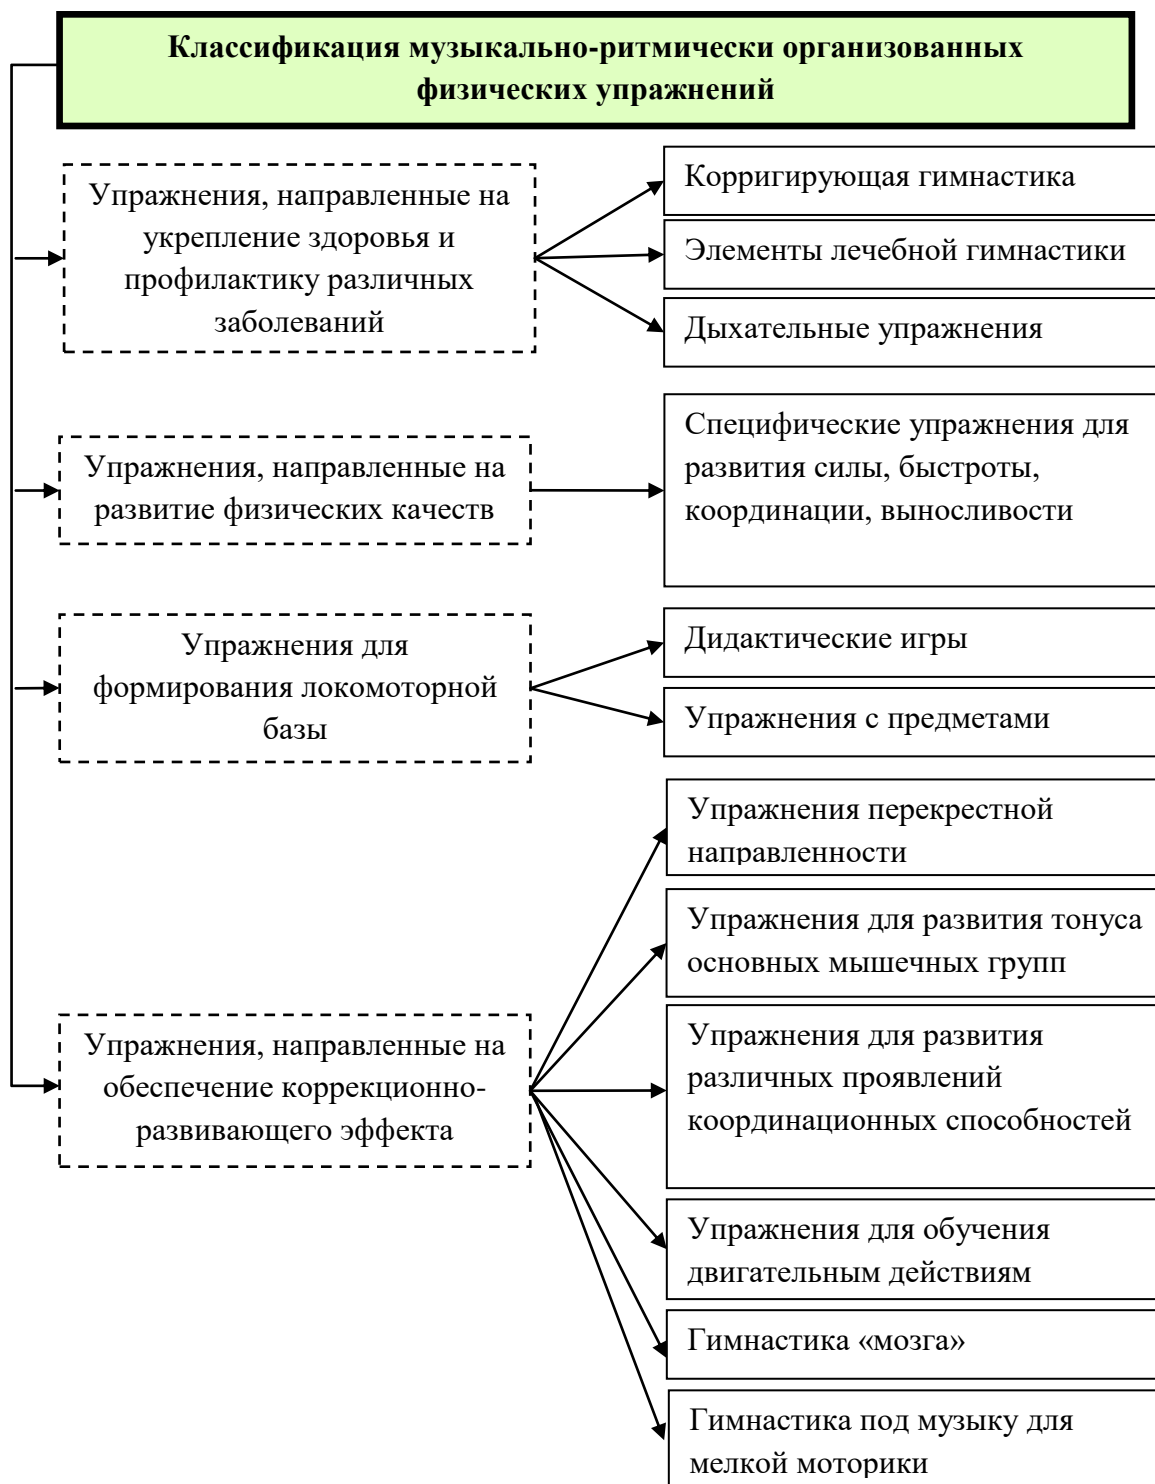 Классификация музыкально-ритмически организованных
физических упражнений
Упражнения, направленные на
укрепление здоровья и
профилактику различных
заболеваний
Корригирующая гимнастика
Элементы лечебной гимнастики
Дыхательные упражнения
Упражнения, направленные на
развитие физических качеств
Специфические упражнения для
развития силы, быстроты,
координации, выносливости
Упражнения для
формирования локомоторной
базы
Дидактические игры
Упражнения с предметами
Упражнения, направленные на
обеспечение коррекционно-
развивающего эффекта
Упражнения перекрестной
направленности
Упражнения для развития тонуса
основных мышечных групп
Упражнения для развития
различных проявлений
координационных способностей
Упражнения для обучения
двигательным действиям
Гимнастика «мозга»
Гимнастика под музыку для
мелкой моторики